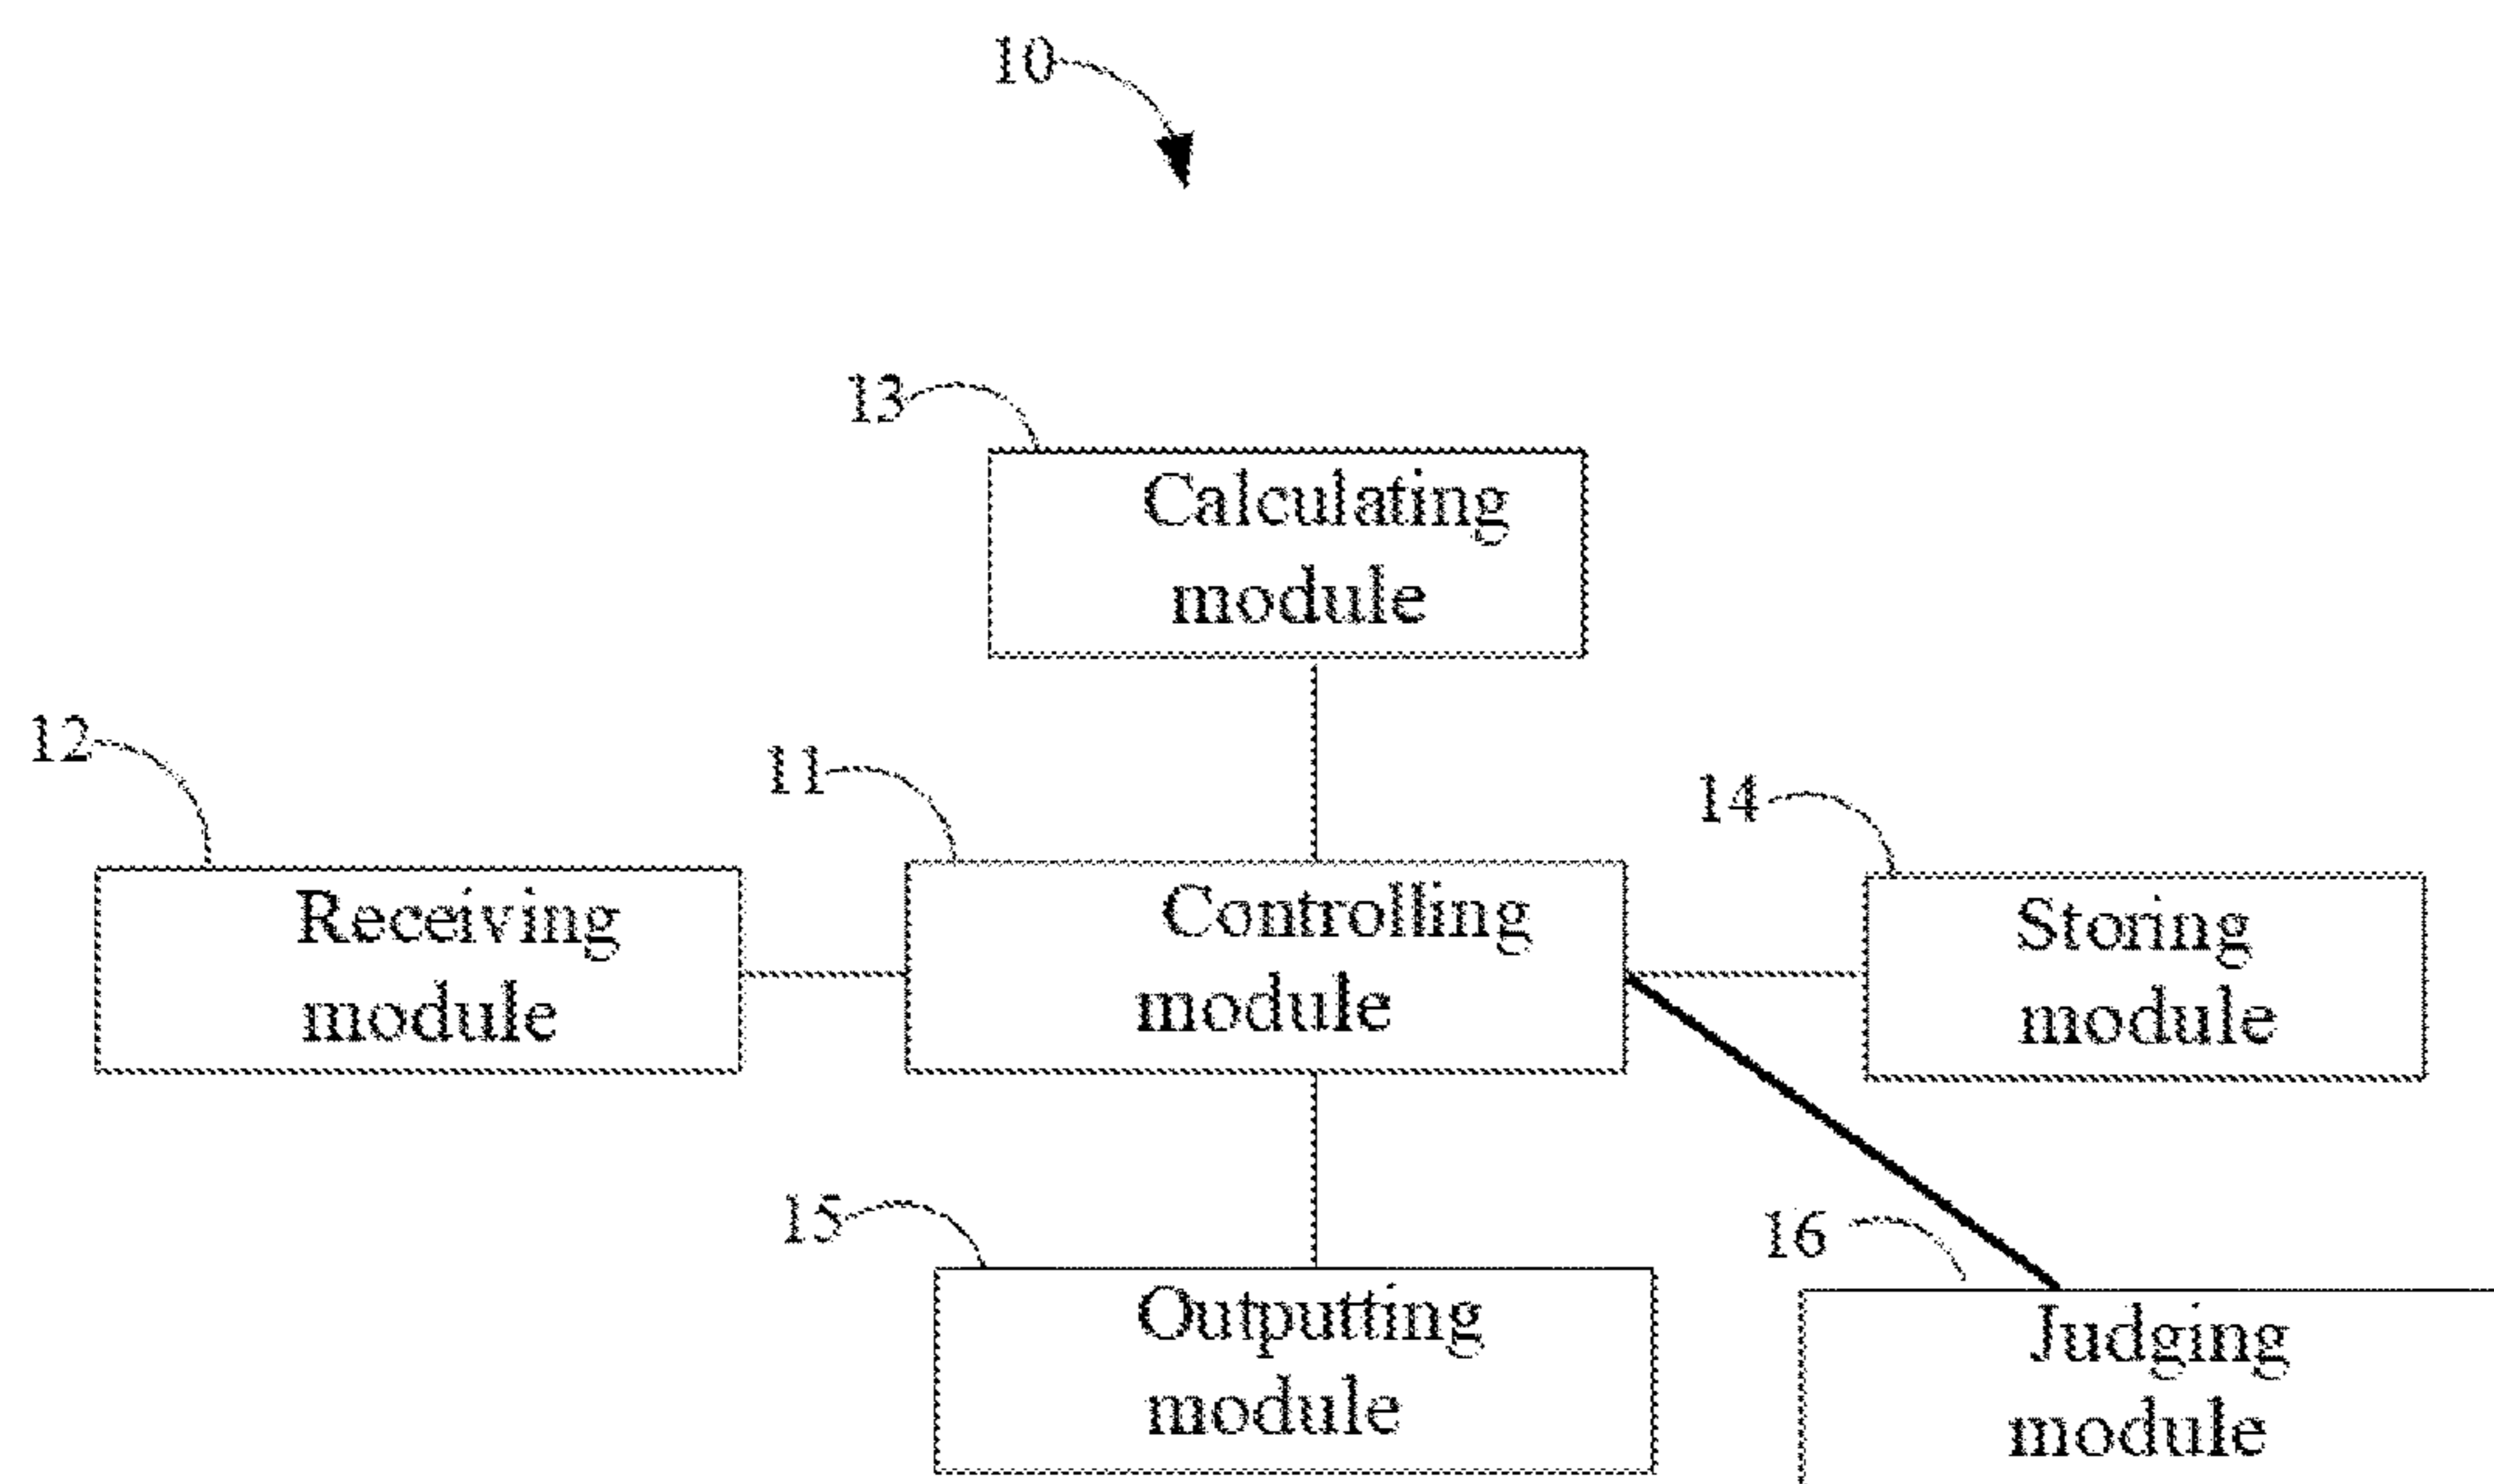 10
13
Calculating
module
12
11
14
Receiving
module
Controlling
module
Storing
module
15
16
Outputting
module
Judging
module